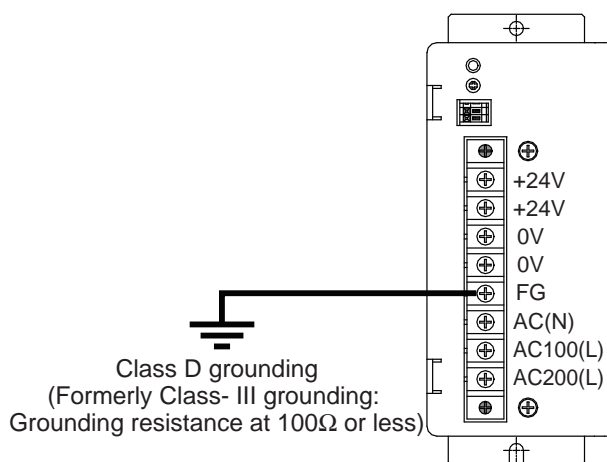 +24V
+24V
0V
0V
FG
AC(N)
AC100(L)
AC200(L)
Class D grounding
(Formerly Class- III grounding:
Grounding resistance at 100Ω or less)